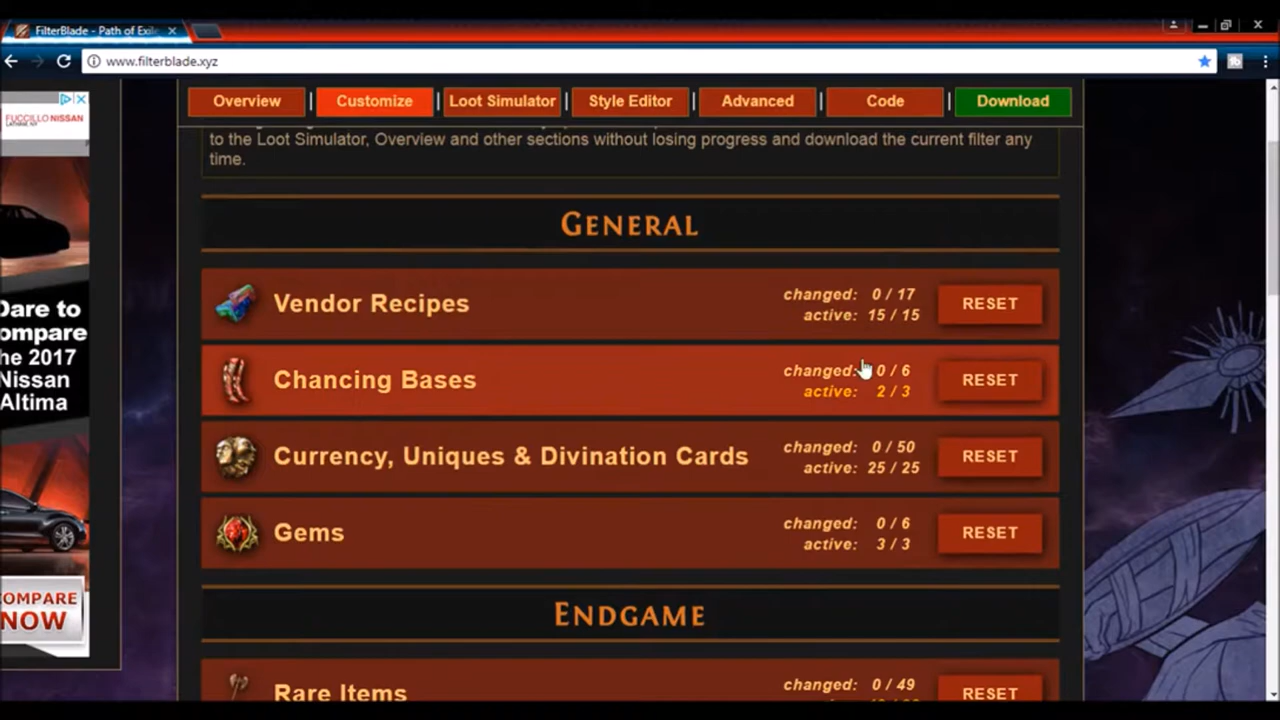 FilterBlade - Path of Exile
www.filterblade.xyz
Overview | Customize | Loot Simulator | Style Editor | Advanced | Code | Download
to the Loot Simulator, Overview and other sections without losing progress and download the current filter any
time.
GENERAL
Vendor Recipes changed: 0 / 17 RESET
active: 15 / 15
Chancing Bases changed: 0 / 6 RESET
active: 2 / 3
Currency, Uniques & Divination Cards changed: 0 / 50 RESET
active: 25 / 25
Gems changed: 0 / 6 RESET
active: 3 / 3
ENDGAME
Rare Items changed: 0 / 49 RESET
FUCCILLO NISSAN
Dare to
ompare
he 2017
Nissan
Altima
COMPARE
NOW